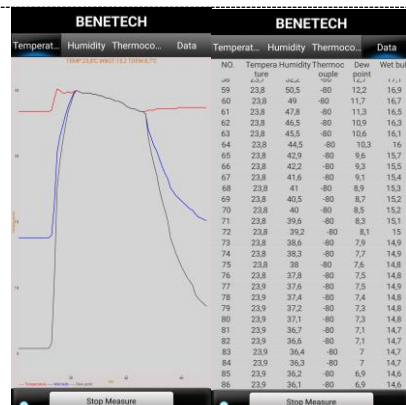 BENETECH
Temperat... Humidity Thermoco... Data
TEMP:23,8°C WBGT:15,2 TDEW:8,7°C
Temperature Wet bulb Dew point
Stop Measure
BENETECH
Temperat... Humidity Thermoco... Data
NO. Tempera Humidity Thermoc Dew Wet bul
ture ouple point
59 23,8 50,5 -80 12,2 16,9
60 23,8 49 -80 11,7 16,7
61 23,8 47,8 -80 11,3 16,5
62 23,8 46,5 -80 10,9 16,3
63 23,8 45,5 -80 10,6 16,1
64 23,8 44,5 -80 10,3 16
65 23,8 42,9 -80 9,6 15,7
66 23,8 42,2 -80 9,3 15,5
67 23,8 41,6 -80 9,1 15,4
68 23,8 41 -80 8,9 15,3
69 23,8 40,5 -80 8,7 15,2
70 23,8 40 -80 8,5 15,2
71 23,8 39,6 -80 8,3 15,1
72 23,8 39,2 -80 8,1 15
73 23,8 38,6 -80 7,9 14,9
74 23,8 38,3 -80 7,7 14,9
75 23,8 38 -80 7,6 14,8
76 23,9 37,8 -80 7,5 14,8
77 23,9 37,6 -80 7,5 14,9
78 23,9 37,4 -80 7,4 14,8
79 23,9 37,2 -80 7,3 14,8
80 23,9 37,1 -80 7,3 14,8
81 23,9 36,7 -80 7,1 14,7
82 23,9 36,6 -80 7,1 14,7
83 23,9 36,4 -80 7 14,7
84 23,9 36,3 -80 7 14,7
85 23,9 36,2 -80 6,9 14,6
86 23,9 36,1 -80 6,9 14,6
Stop Measure